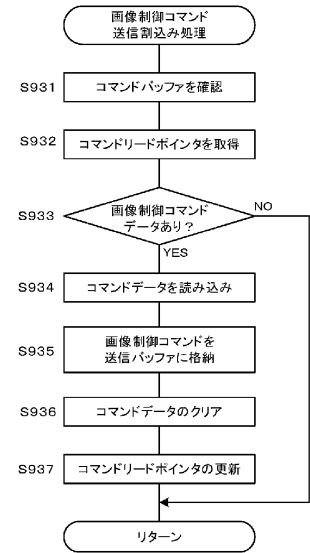 画像制御コマンド
送信割込み処理
S931
コマンドバッファを確認
S932
コマンドリードポインタを取得
S933
画像制御コマンド
データあり？
NO
YES
S934
コマンドデータを読み込み
S935
画像制御コマンドを
送信バッファに格納
S936
コマンドデータのクリア
S937
コマンドリードポインタの更新
リターン